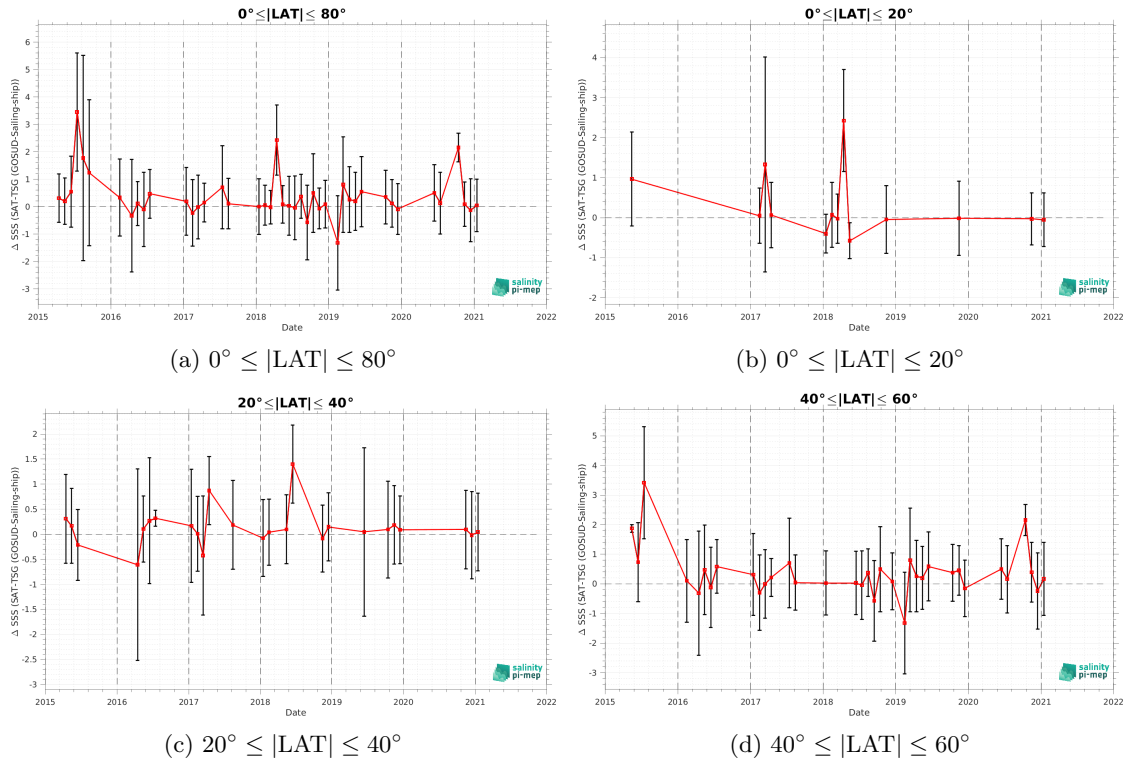 0°≤|LAT|≤ 80°
Δ SSS (SAT-TSG (GOSUD-Sailing-ship))
6
5
4
3
2
1
0
-1
-2
-3
2015 2016 2017 2018 2019 2020 2021 2022
Date
salinity
pi-mep
(a) 0° ≤ |LAT| ≤ 80°
0°≤|LAT|≤ 20°
Δ SSS (SAT-TSG (GOSUD-Sailing-ship))
4
3
2
1
0
-1
-2
2015 2016 2017 2018 2019 2020 2021 2022
Date
salinity
pi-mep
(b) 0° ≤ |LAT| ≤ 20°
20°≤|LAT|≤ 40°
Δ SSS (SAT-TSG (GOSUD-Sailing-ship))
2
1.5
1
0.5
0
-0.5
-1
-1.5
-2
-2.5
-3
2015 2016 2017 2018 2019 2020 2021 2022
Date
salinity
pi-mep
(c) 20° ≤ |LAT| ≤ 40°
40°≤|LAT|≤ 60°
Δ SSS (SAT-TSG (GOSUD-Sailing-ship))
5
4
3
2
1
0
-1
-2
-3
2015 2016 2017 2018 2019 2020 2021 2022
Date
salinity
pi-mep
(d) 40° ≤ |LAT| ≤ 60°